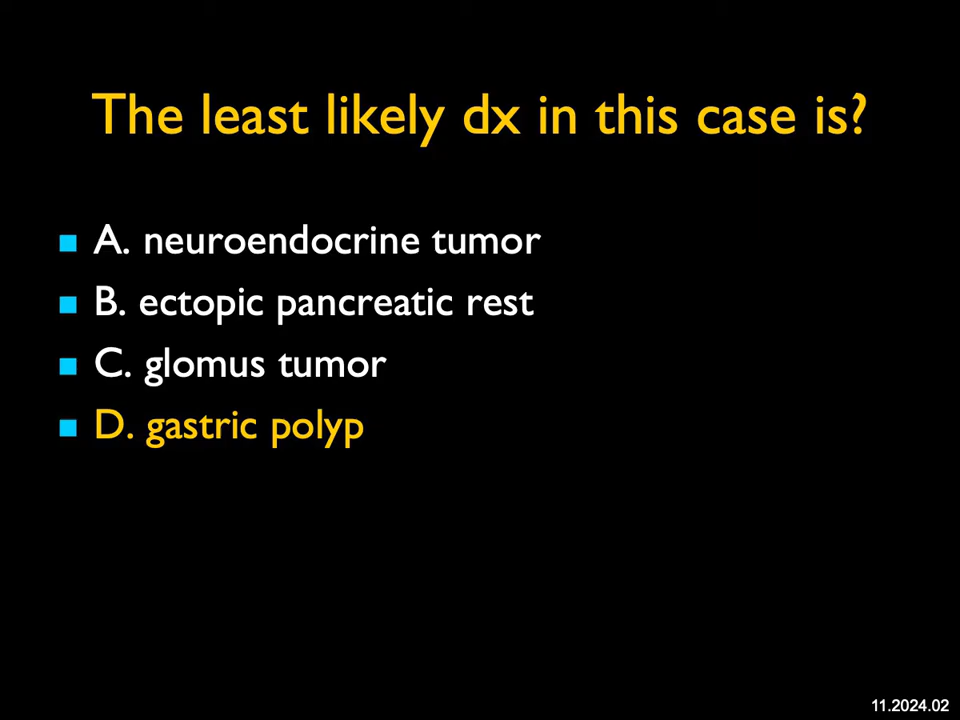 The least likely dx in this case is?
A. neuroendocrine tumor
B. ectopic pancreatic rest
C. glomus tumor
D. gastric polyp
11.2024.02